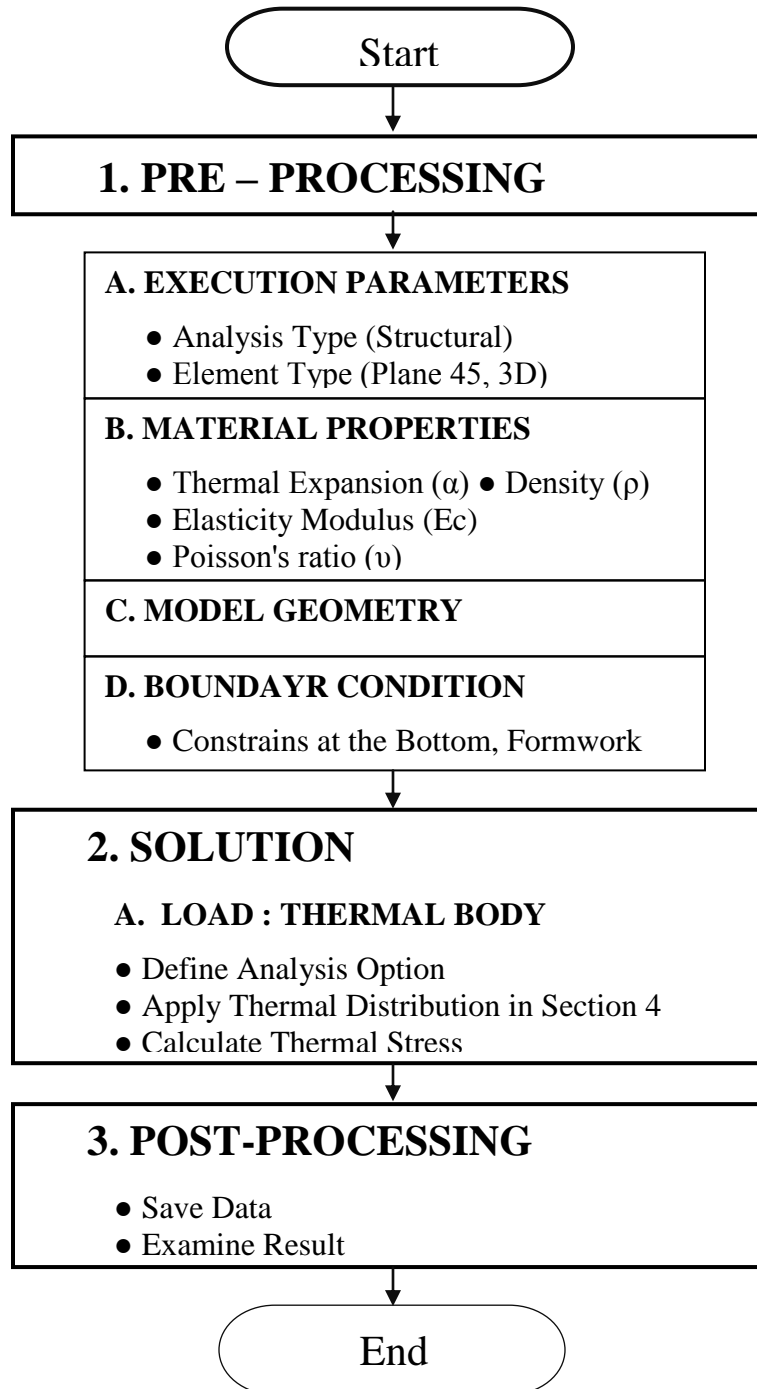 Start
1. PRE – PROCESSING
A. EXECUTION PARAMETERS
● Analysis Type (Structural)
● Element Type (Plane 45, 3D)
B. MATERIAL PROPERTIES
● Thermal Expansion (α) ● Density (ρ)
● Elasticity Modulus (Ec)
● Poisson's ratio (υ)
C. MODEL GEOMETRY
D. BOUNDAYR CONDITION
● Constrains at the Bottom, Formwork
2. SOLUTION
A. LOAD : THERMAL BODY
● Define Analysis Option
● Apply Thermal Distribution in Section 4
● Calculate Thermal Stress
3. POST-PROCESSING
● Save Data
● Examine Result
End